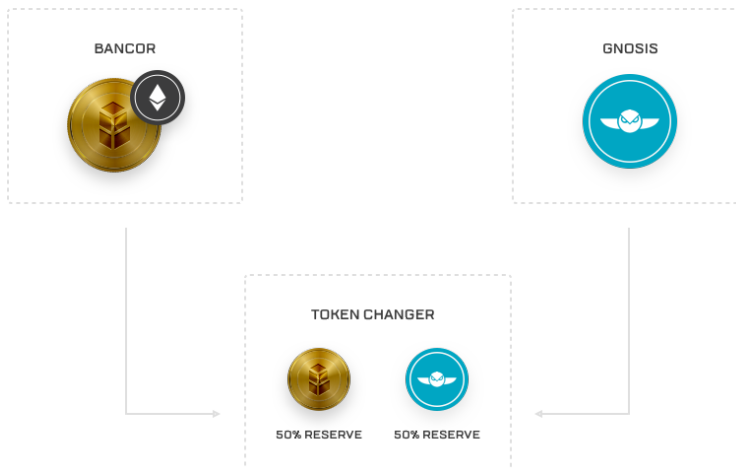 BANCOR
GNOSIS
TOKEN CHANGER
50% RESERVE
50% RESERVE